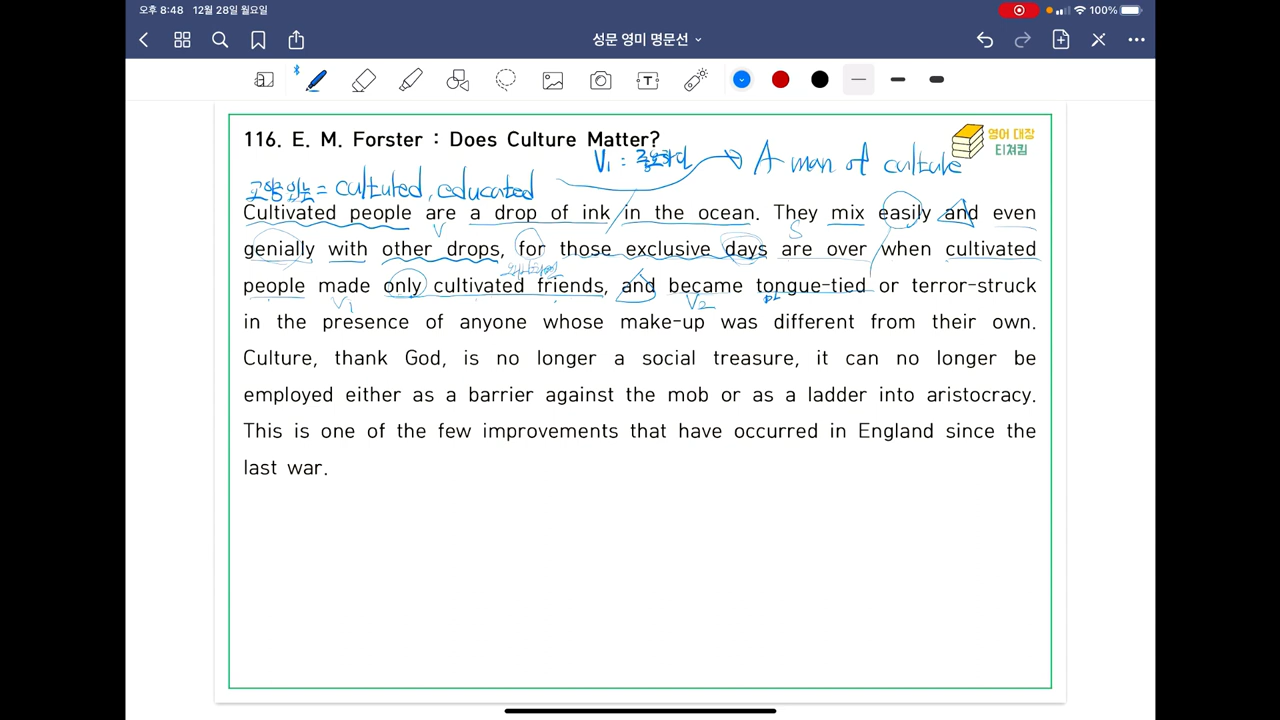 오후 8:48 12월 28일 월요일
100%
성문 영미 명문선
116. E. M. Forster : Does Culture Matter?
영어 대장
티쳐킴
V₁ : 중요하다
A man of culture
교양있는 = cultured, educated
Cultivated people are a drop of ink in the ocean. They mix easily and even
V
S
genially with other drops, for those exclusive days are over when cultivated
왜냐하면
people made only cultivated friends, and became tongue-tied or terror-struck
V1
V2
in the presence of anyone whose make-up was different from their own.
Culture, thank God, is no longer a social treasure, it can no longer be
employed either as a barrier against the mob or as a ladder into aristocracy.
This is one of the few improvements that have occurred in England since the
last war.